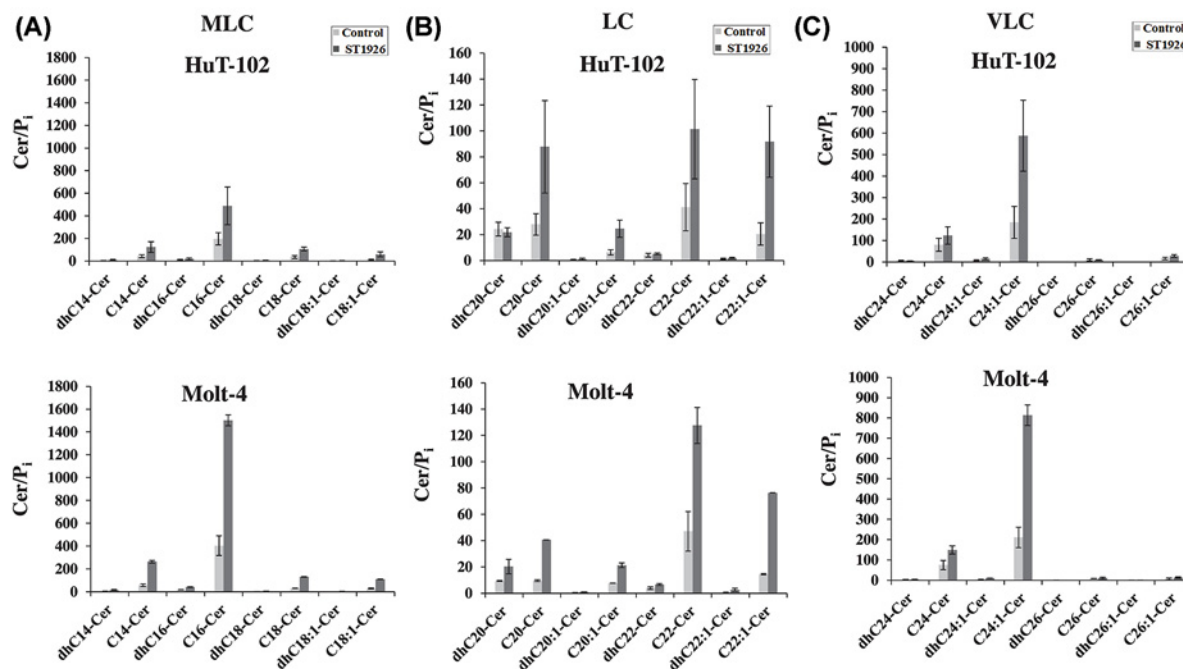 (A)
MLC
Control
ST1926
HuT-102
Cer/Pi
1800
1600
1400
1200
1000
800
600
400
200
0
dhC14-Cer
C14-Cer
dhC16-Cer
C16-Cer
dhC18-Cer
C18-Cer
dhC18:1-Cer
C18:1-Cer
(B)
LC
Control
ST1926
HuT-102
Cer/Pi
160
140
120
100
80
60
40
20
0
dhC20-Cer
C20-Cer
dhC20:1-Cer
C20:1-Cer
dhC22-Cer
C22-Cer
dhC22:1-Cer
C22:1-Cer
(C)
VLC
Control
ST1926
HuT-102
Cer/Pi
1000
900
800
700
600
500
400
300
200
100
0
dhC24-Cer
C24-Cer
dhC24:1-Cer
C24:1-Cer
dhC26-Cer
C26-Cer
dhC26:1-Cer
C26:1-Cer
Molt-4
Cer/Pi
1800
1600
1400
1200
1000
800
600
400
200
0
dhC14-Cer
C14-Cer
dhC16-Cer
C16-Cer
dhC18-Cer
C18-Cer
dhC18:1-Cer
C18:1-Cer
Molt-4
Cer/Pi
160
140
120
100
80
60
40
20
0
dhC20-Cer
C20-Cer
dhC20:1-Cer
C20:1-Cer
dhC22-Cer
C22-Cer
dhC22:1-Cer
C22:1-Cer
Molt-4
Cer/Pi
1000
900
800
700
600
500
400
300
200
100
0
dhC24-Cer
C24-Cer
dhC24:1-Cer
C24:1-Cer
dhC26-Cer
C26-Cer
dhC26:1-Cer
C26:1-Cer